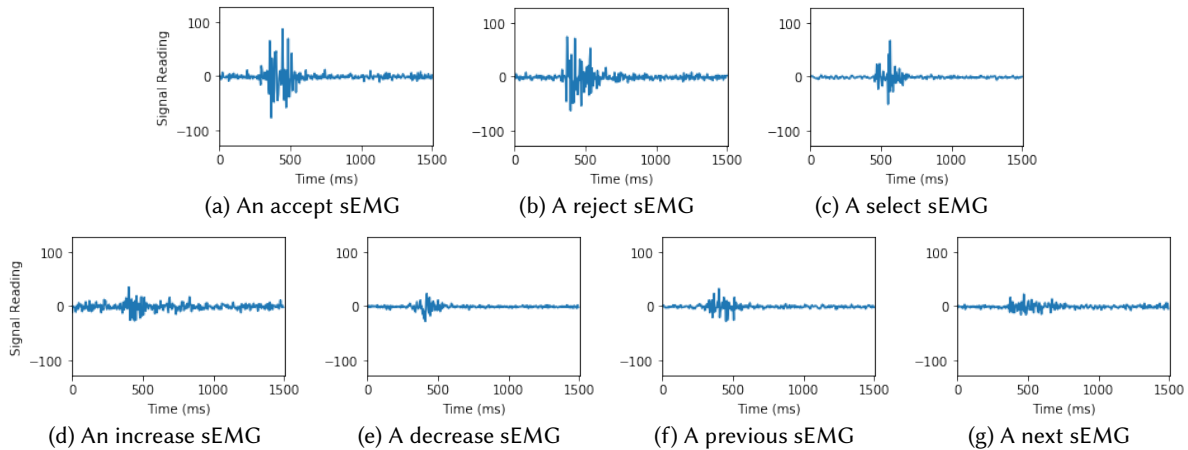 100
0
−100
Signal Reading
0 500 1000 1500
Time (ms)
(a) An accept sEMG
100
0
−100
0 500 1000 1500
Time (ms)
(b) A reject sEMG
100
0
−100
0 500 1000 1500
Time (ms)
(c) A select sEMG
100
0
−100
Signal Reading
0 500 1000 1500
Time (ms)
(d) An increase sEMG
100
0
−100
0 500 1000 1500
Time (ms)
(e) A decrease sEMG
100
0
−100
0 500 1000 1500
Time (ms)
(f) A previous sEMG
100
0
−100
0 500 1000 1500
Time (ms)
(g) A next sEMG